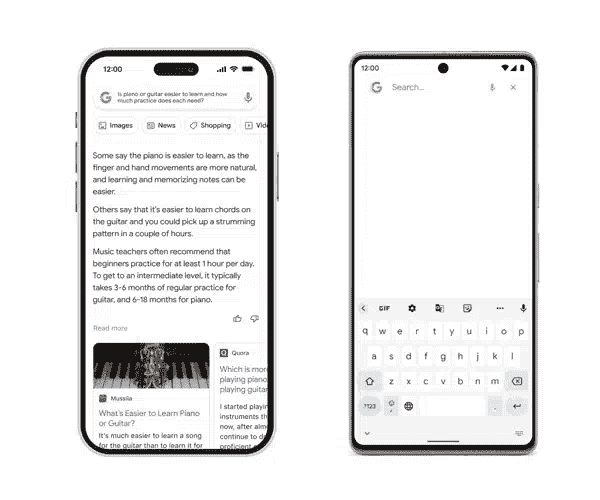 12:00
Is piano or guitar easier to learn and how
much practice does each need?
Images
News
Shopping
Vide
Some say the piano is easier to learn, as the
finger and hand movements are more natural,
and learning and memorizing notes can be
easier.
Others say that it's easier to learn chords on
the guitar and you could pick up a strumming
pattern in a couple of hours.
Music teachers often recommend that
beginners practice for at least 1 hour per day.
To get to an intermediate level, it typically
takes 3-6 months of regular practice for
guitar, and 6-18 months for piano.
Read more
Mussila
What's Easier to Learn Piano
or Guitar?
It's much easier to learn a song
for the guitar than to learn it for
Quora
Which is more
playing piano
playing guitar
I started playin
instruments th
now, after alm
continue to d
proficient
12:00
G Search...
GIF
q w e r t y u i o p
a s d f g h j k l
z x c v b n m
?123
.